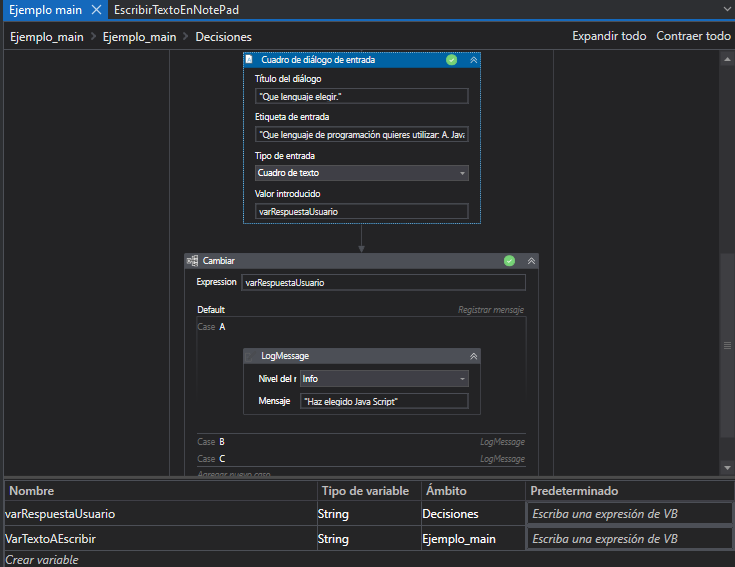 Ejemplo main
EscribirTextoEnNotePad
Ejemplo_main > Ejemplo_main > Decisiones
Expandir todo Contraer todo
Cuadro de diálogo de entrada
Título del diálogo
"Que lenguaje elegir."
Etiqueta de entrada
"Que lenguaje de programación quieres utilizar: A. Java
Tipo de entrada
Cuadro de texto
Valor introducido
varRespuestaUsuario
Cambiar
Expression varRespuestaUsuario
Default Registrar mensaje
Case A
LogMessage
Nivel del r Info
Mensaje "Haz elegido Java Script"
Case B LogMessage
Case C LogMessage
Agregar nuevo caso
Nombre Tipo de variable Ámbito Predeterminado
varRespuestaUsuario String Decisiones Escriba una expresión de VB
VarTextoAEscribir String Ejemplo_main Escriba una expresión de VB
Crear variable